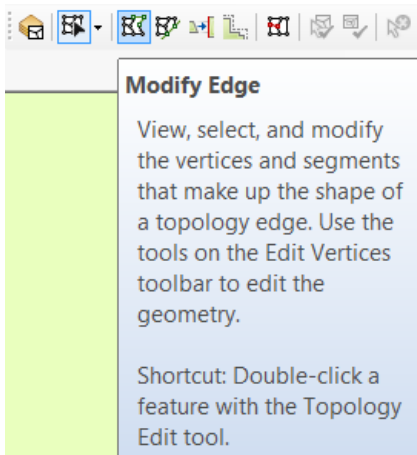 Modify Edge
View, select, and modify
the vertices and segments
that make up the shape of
a topology edge. Use the
tools on the Edit Vertices
toolbar to edit the
geometry.
Shortcut: Double-click a
feature with the Topology
Edit tool.